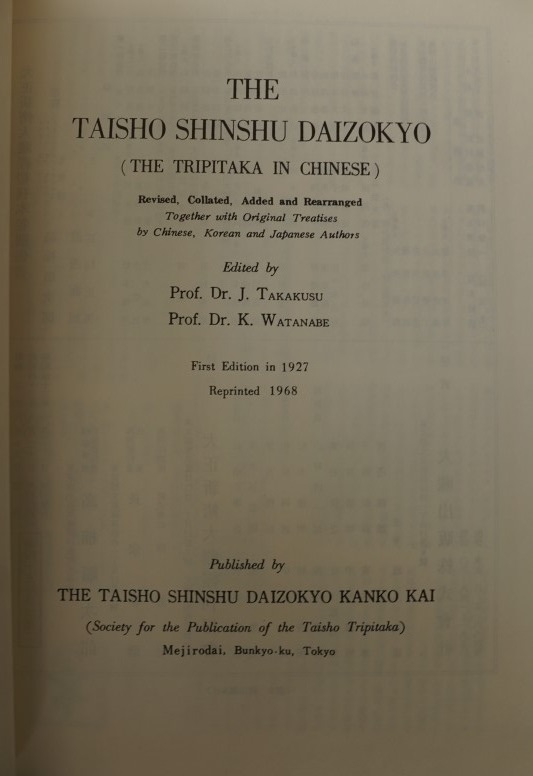 THE
TAISHO SHINSHU DAIZOKYO
(THE TRIPITAKA IN CHINESE)
Revised, Collated, Added and Rearranged
Together with Original Treatises
by Chinese, Korean and Japanese Authors
Edited by
Prof. Dr. J. TAKAKUSU
Prof. Dr. K. WATANABE
First Edition in 1927
Reprinted 1968
Published by
THE TAISHO SHINSHU DAIZOKYO KANKO KAI
(Society for the Publication of the Taisho Tripitaka)
Mejirodai, Bunkyo-ku, Tokyo